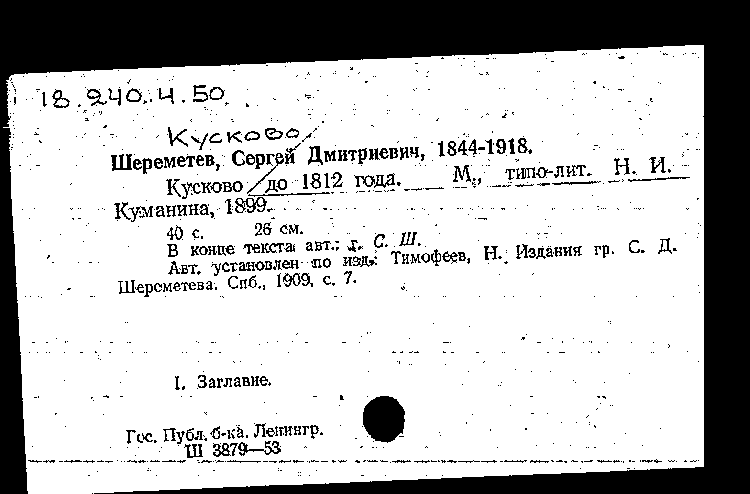 18.240.4.50
Кусково
Шереметев, Сергей Дмитриевич, 1844-1918.
Кусково до 1812 года. М., типо-лит. Н. И.
Куманина, 1899.
40 с. 26 см.
В конце текста авт.: г. С. Ш.
Авт. установлен по изд.: Тимофеев, Н. Издания гр. С. Д.
Шереметева. Спб., 1909, с. 7.
I. Заглавие.
Гос. Публ. б-ка. Ленингр.
Ш 3879—53